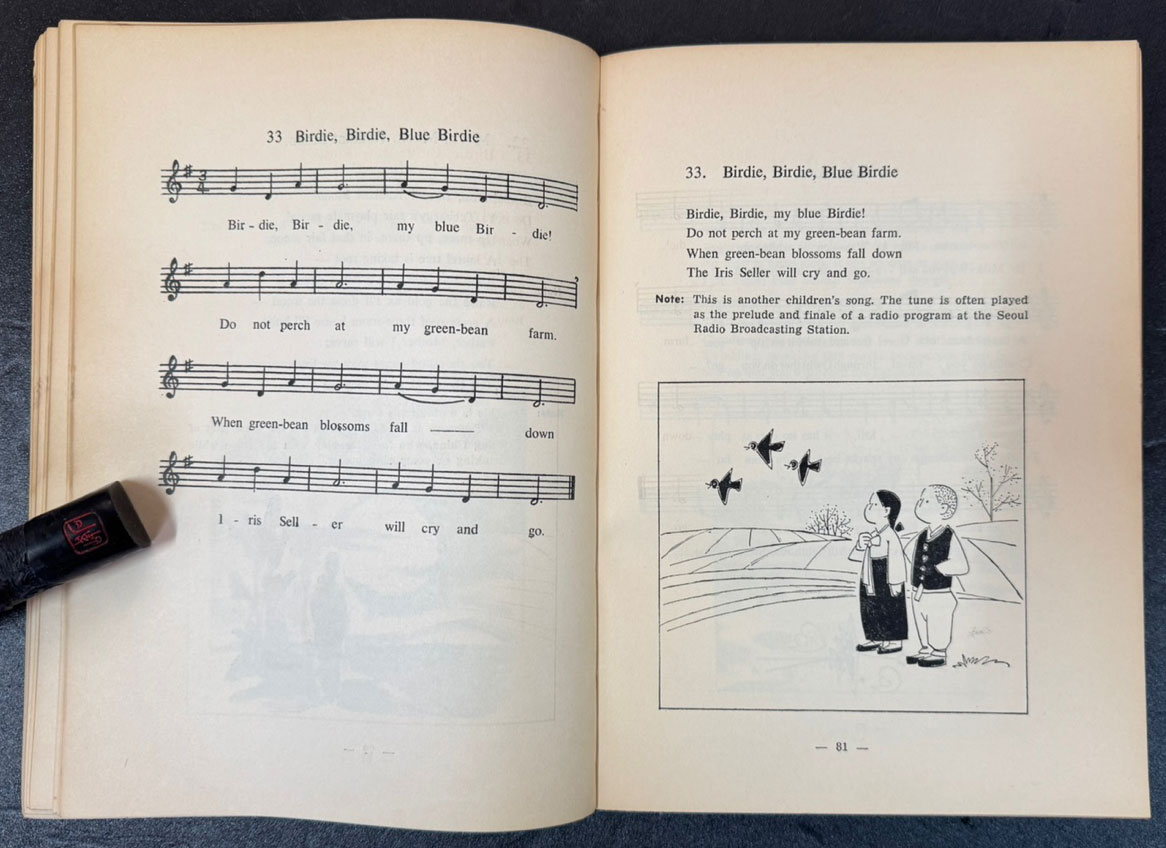 33 Birdie, Birdie, Blue Birdie
3
4
Bir - die, Bir - die, my blue Bir - die!
Do not perch at my green-bean farm.
When green-bean blossoms fall ——— down
I - ris Sell - er will cry and go.
33. Birdie, Birdie, Blue Birdie
Birdie, Birdie, my blue Birdie!
Do not perch at my green-bean farm.
When green-bean blossoms fall down
The Iris Seller will cry and go.
Note: This is another children's song. The tune is often played
as the prelude and finale of a radio program at the Seoul
Radio Broadcasting Station.
— 81 —